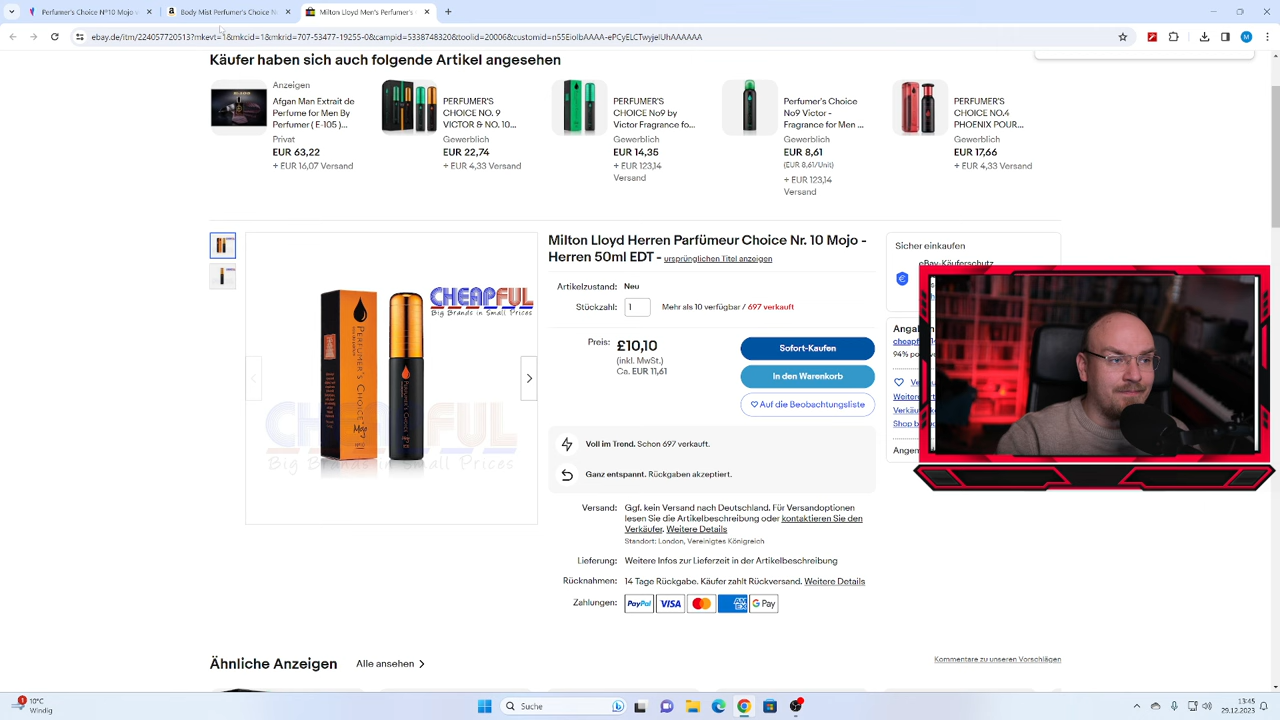 Perfumer's Choice Nº10 Mojo v
Body Mist Perfumer's Choice N
Milton Lloyd Men's Perfumer's C
ebay.de/itm/224057720513?mkevt=1&mkcid=1&mkrid=707-53477-19255-0&campid=5338748320&toolid=20006&customid=n55EiolbAAAA-ePCyELCTwyjelUhAAAAAA
Käufer haben sich auch folgende Artikel angesehen
Anzeigen
Afgan Man Extrait de
Perfume for Men By
Perfumer ( E-105 )...
Privat
EUR 63,22
+ EUR 16,07 Versand
PERFUMER'S
CHOICE NO. 9
VICTOR & NO. 10...
Gewerblich
EUR 22,74
+ EUR 4,33 Versand
PERFUMER'S
CHOICE No9 by
Victor Fragrance fo...
Gewerblich
EUR 14,35
+ EUR 123,14
Versand
Perfumer's Choice
No9 Victor -
Fragrance for Men ...
Gewerblich
EUR 8,61
(EUR 8,61/Unit)
+ EUR 123,14
Versand
PERFUMER'S
CHOICE NO.4
PHOENIX POUR...
Gewerblich
EUR 17,66
+ EUR 4,33 Versand
CHEAPFUL
Big Brands in Small Prices
CHEAPFUL
Big Brands in Small Prices
Milton Lloyd Herren Parfümeur Choice Nr. 10 Mojo -
Herren 50ml EDT - ursprünglichen Titel anzeigen
Artikelzustand: Neu
Stückzahl: 1 Mehr als 10 verfügbar / 697 verkauft
Preis: £10,10
(inkl. MwSt.)
Ca. EUR 11,61
Sofort-Kaufen
In den Warenkorb
Auf die Beobachtungsliste
Voll im Trend. Schon 697 verkauft.
Ganz entspannt. Rückgaben akzeptiert.
Versand: Ggf. kein Versand nach Deutschland. Für Versandoptionen
lesen Sie die Artikelbeschreibung oder kontaktieren Sie den
Verkäufer. Weitere Details
Standort: London, Vereinigtes Königreich
Lieferung: Weitere Infos zur Lieferzeit in der Artikelbeschreibung
Rücknahmen: 14 Tage Rückgabe. Käufer zahlt Rückversand. Weitere Details
Zahlungen: PayPal VISA G Pay
Sicher einkaufen
eBay-Käuferschutz
Ähnliche Anzeigen Alle ansehen
Kommentare zu unseren Vorschlägen
1
10°C
Windig
Suche
13:45
29.12.2023